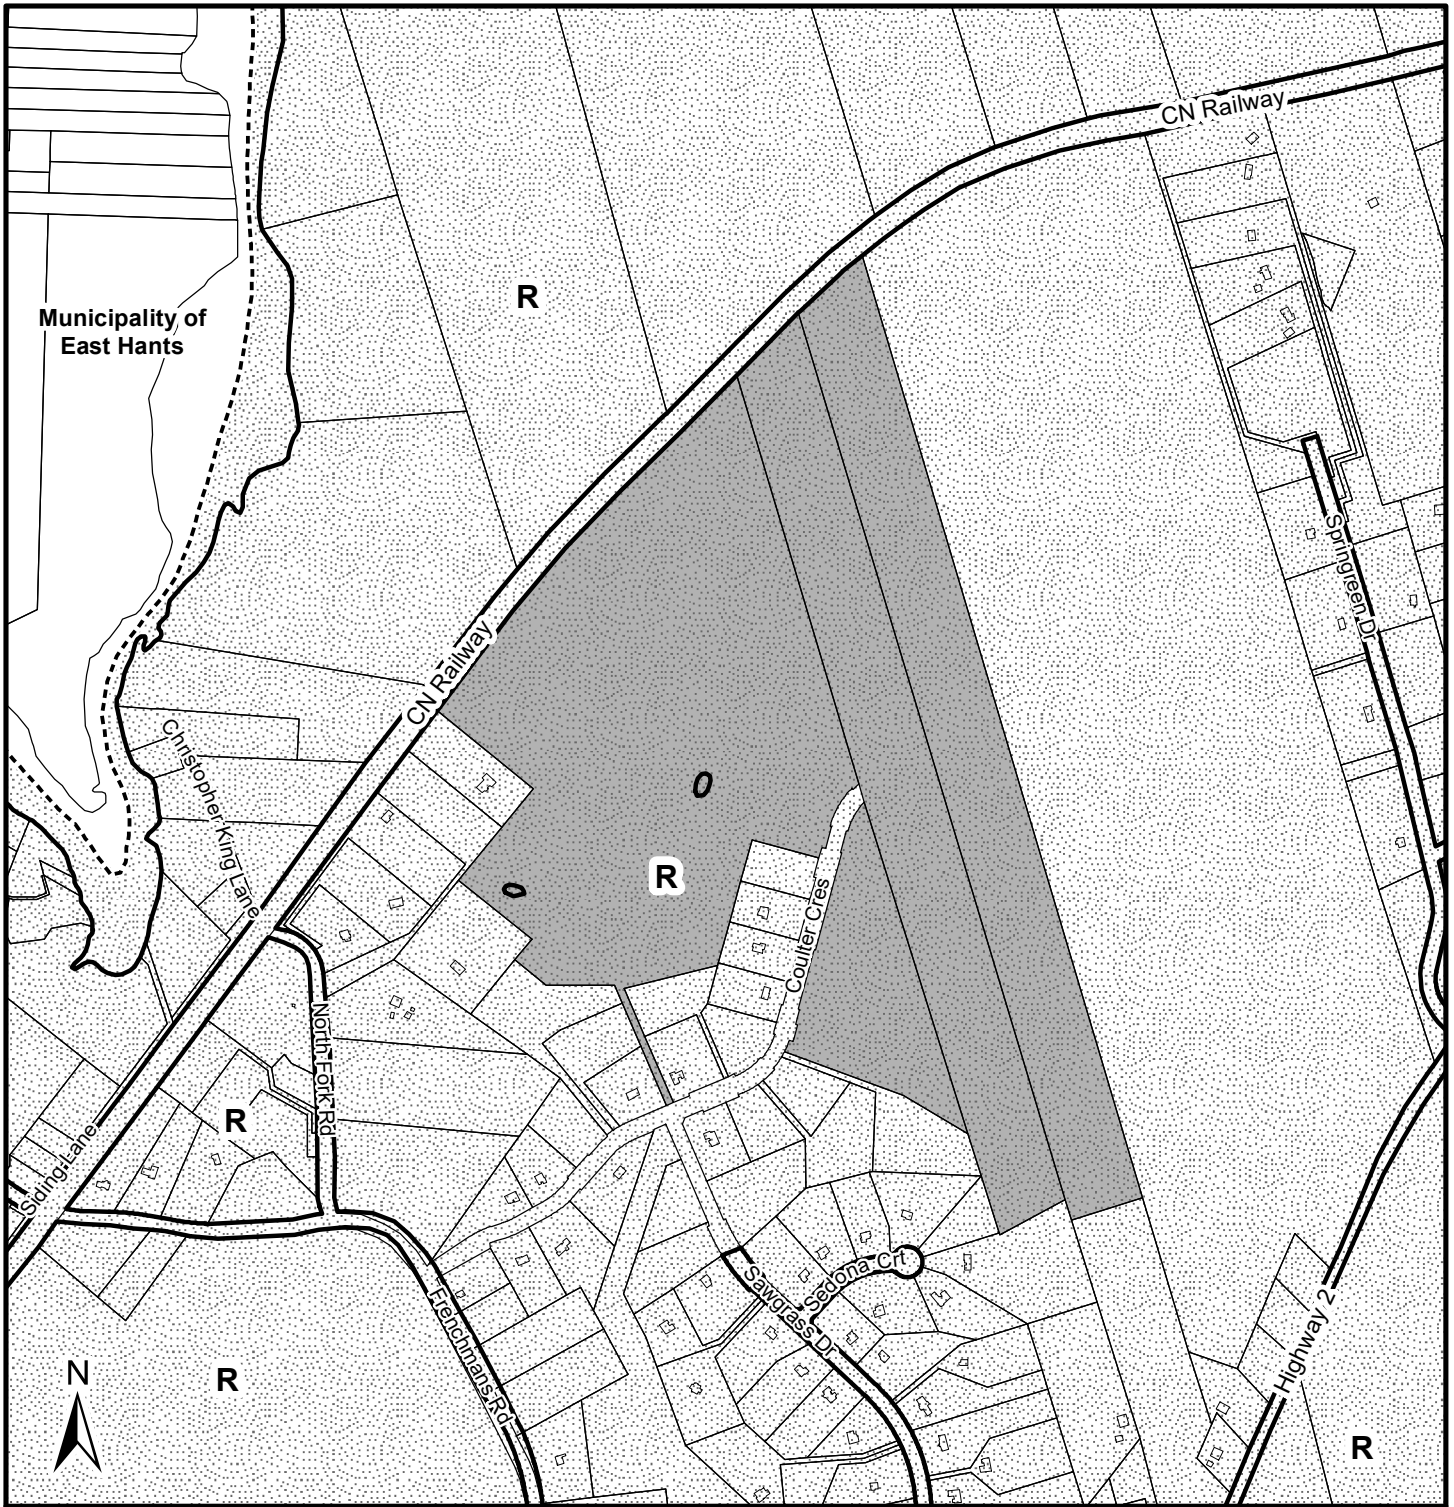 CN Railway
R
Municipality of
East Hants
Springreen Dr
CN Railway
Christopher King Lane
R
Coulter Cres
North Fork Rd
R
Siding Lane
Sedona Crt
Sawgrass Dr
Frenchmans Rd
Highway 2
N
R
R